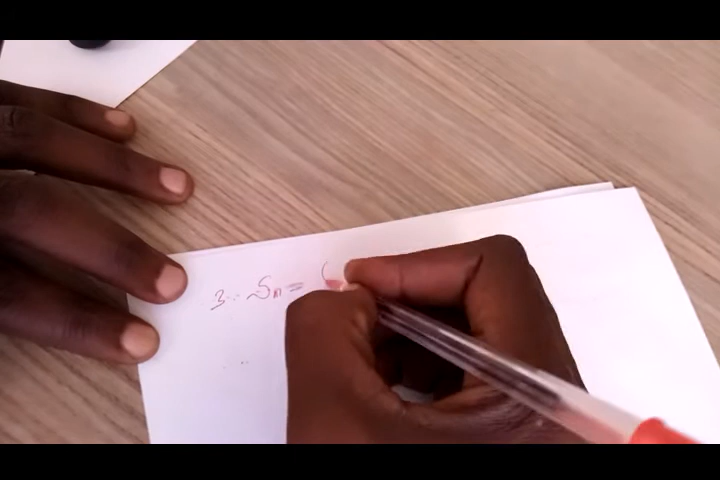 3. Sn = (